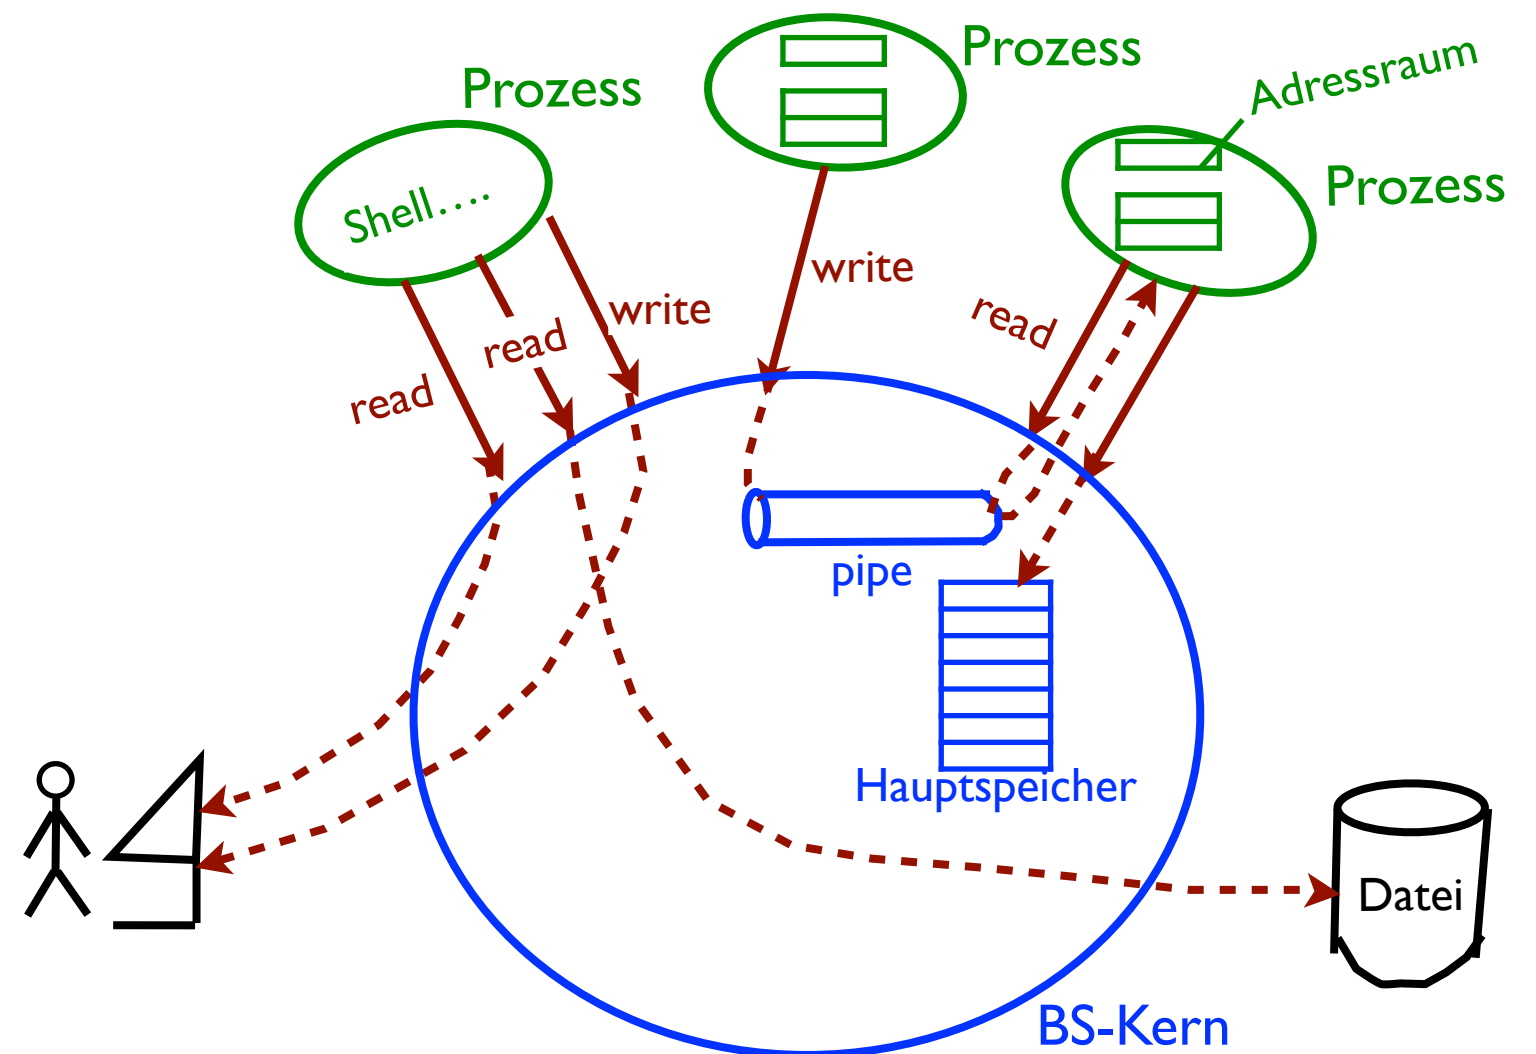 Prozess
Prozess
Adressraum
Prozess
Shell....
write
write
read
read
read
pipe
Hauptspeicher
Datei
BS-Kern